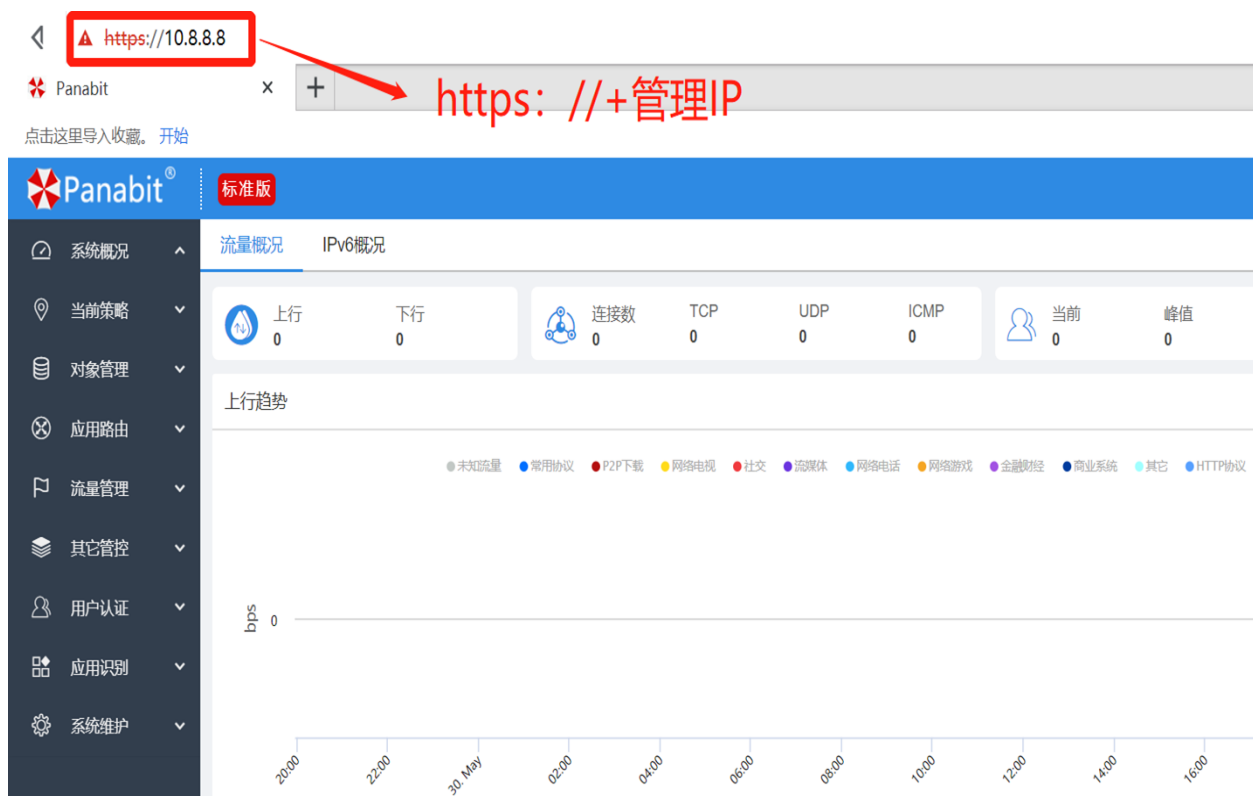 https://10.8.8.8
Panabit × +
https：//+管理IP
点击这里导入收藏。 开始
Panabit® 标准版
系统概况
当前策略
对象管理
应用路由
流量管理
其它管控
用户认证
应用识别
系统维护
流量概况 IPv6概况
上行 下行 连接数 TCP UDP ICMP 当前 峰值
0 0 0 0 0 0 0 0
上行趋势
未知流量 常用协议 P2P下载 网络电视 社交 流媒体 网络电话 网络游戏 金融财经 商业系统 其它 HTTP协议
bps
0
20:00 22:00 30. May 02:00 04:00 06:00 08:00 10:00 12:00 14:00 16:00